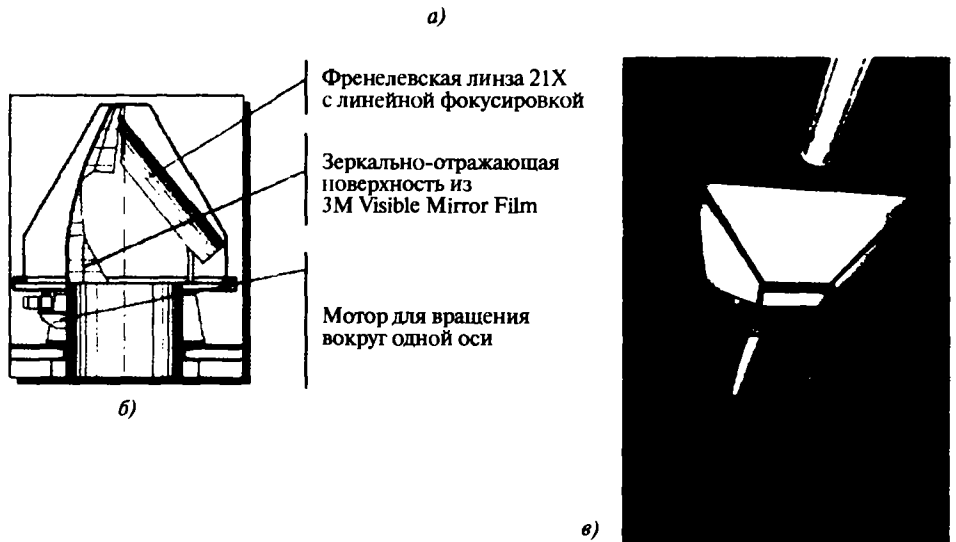 а)
Френелевская линза 21X
с линейной фокусировкой
Зеркально-отражающая
поверхность из
3M Visible Mirror Film
Мотор для вращения
вокруг одной оси
б)
в)